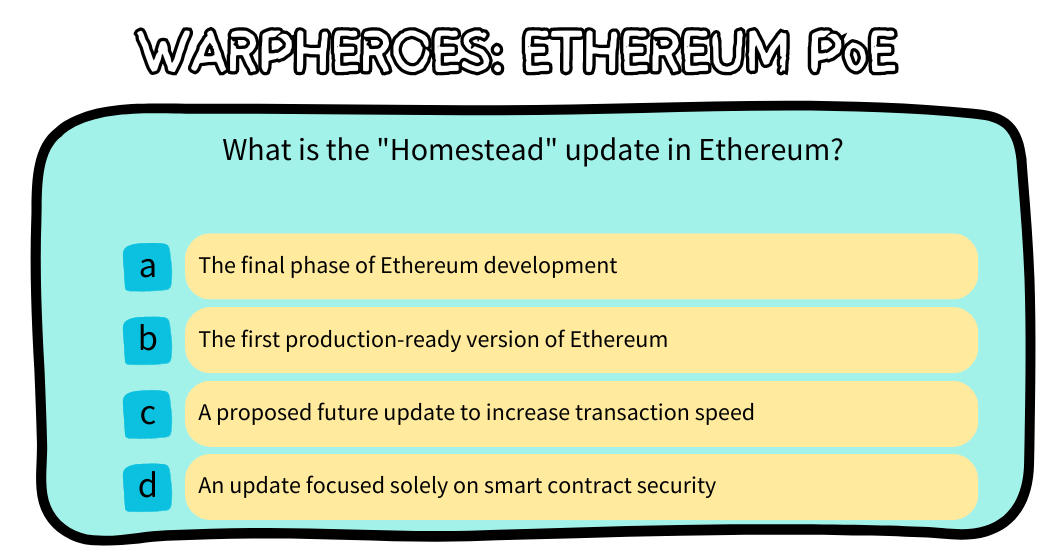 WARPHEROES: ETHEREUM PoE
What is the "Homestead" update in Ethereum?
a The final phase of Ethereum development
b The first production-ready version of Ethereum
c A proposed future update to increase transaction speed
d An update focused solely on smart contract security